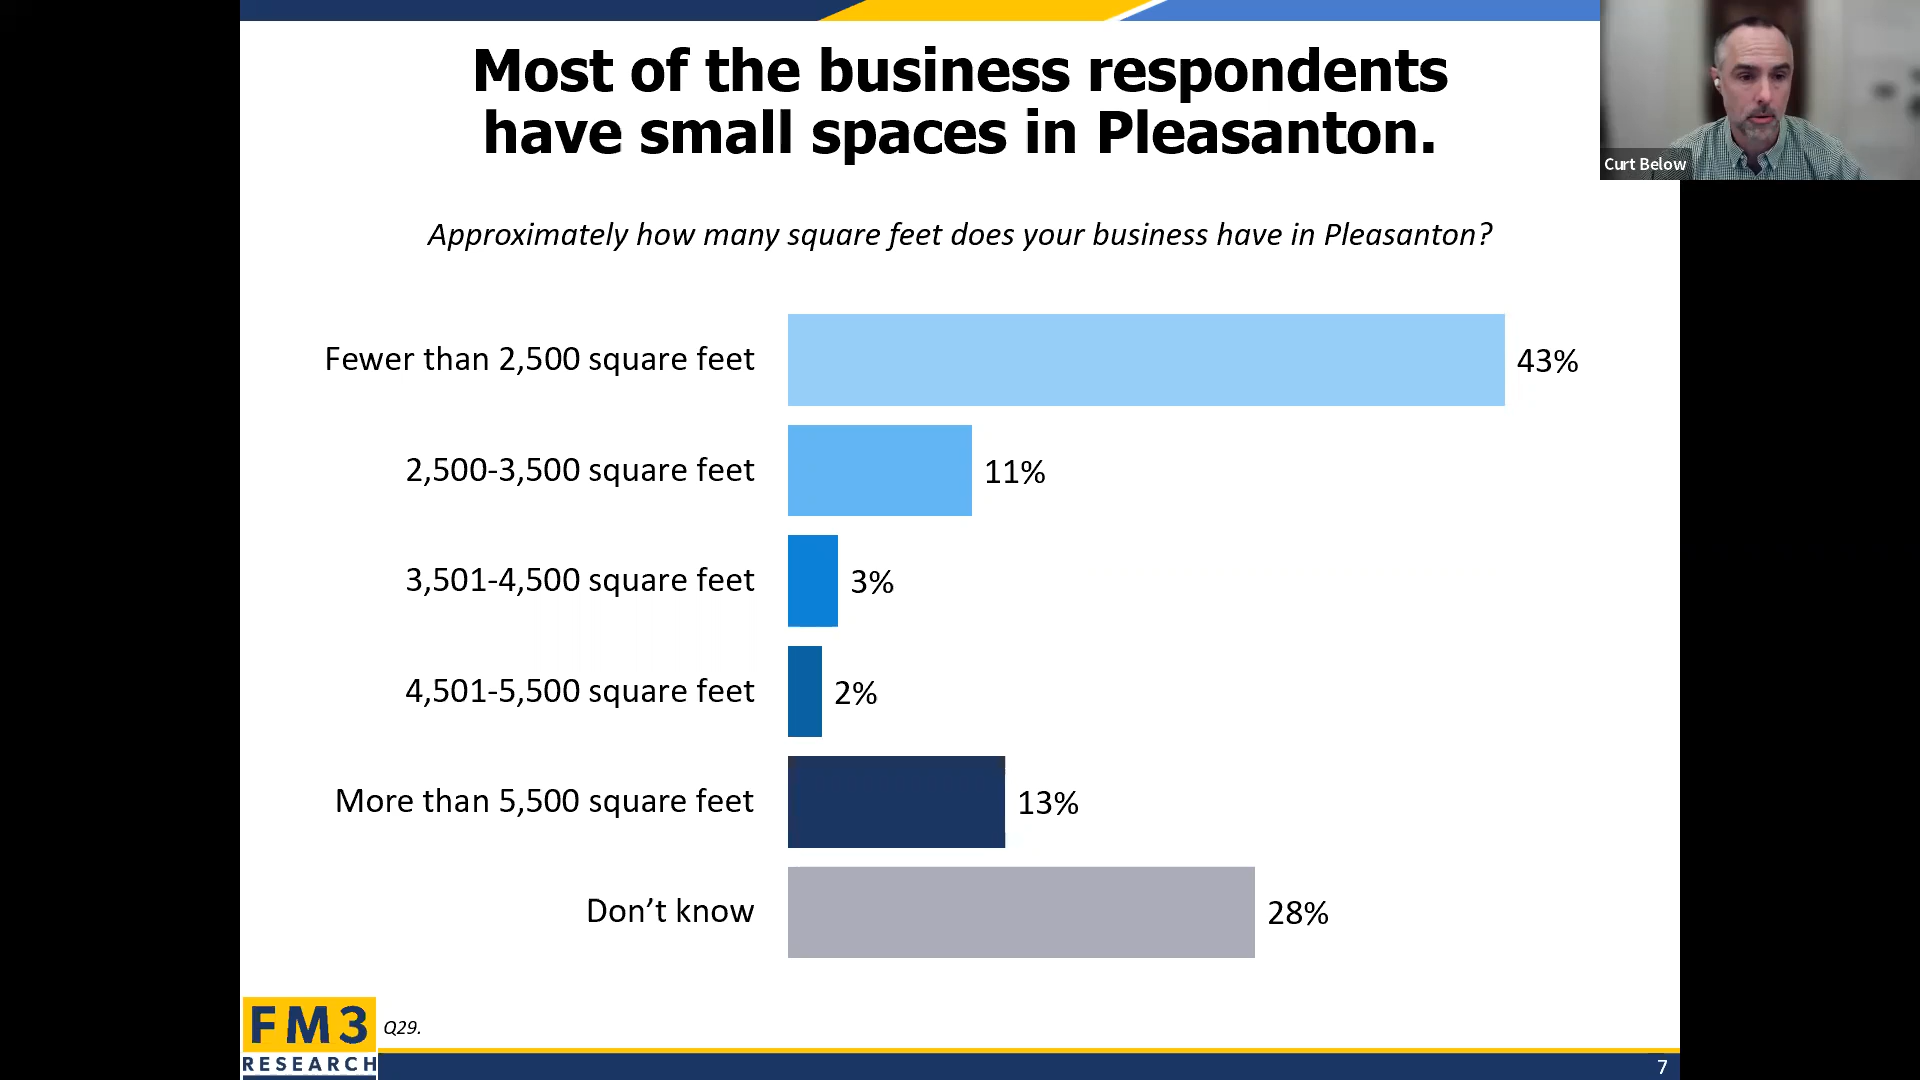 Most of the business respondents
have small spaces in Pleasanton.
Curt Below
Approximately how many square feet does your business have in Pleasanton?
Fewer than 2,500 square feet 43%
2,500-3,500 square feet 11%
3,501-4,500 square feet 3%
4,501-5,500 square feet 2%
More than 5,500 square feet 13%
Don’t know 28%
FM3
RESEARCH
Q29.
7